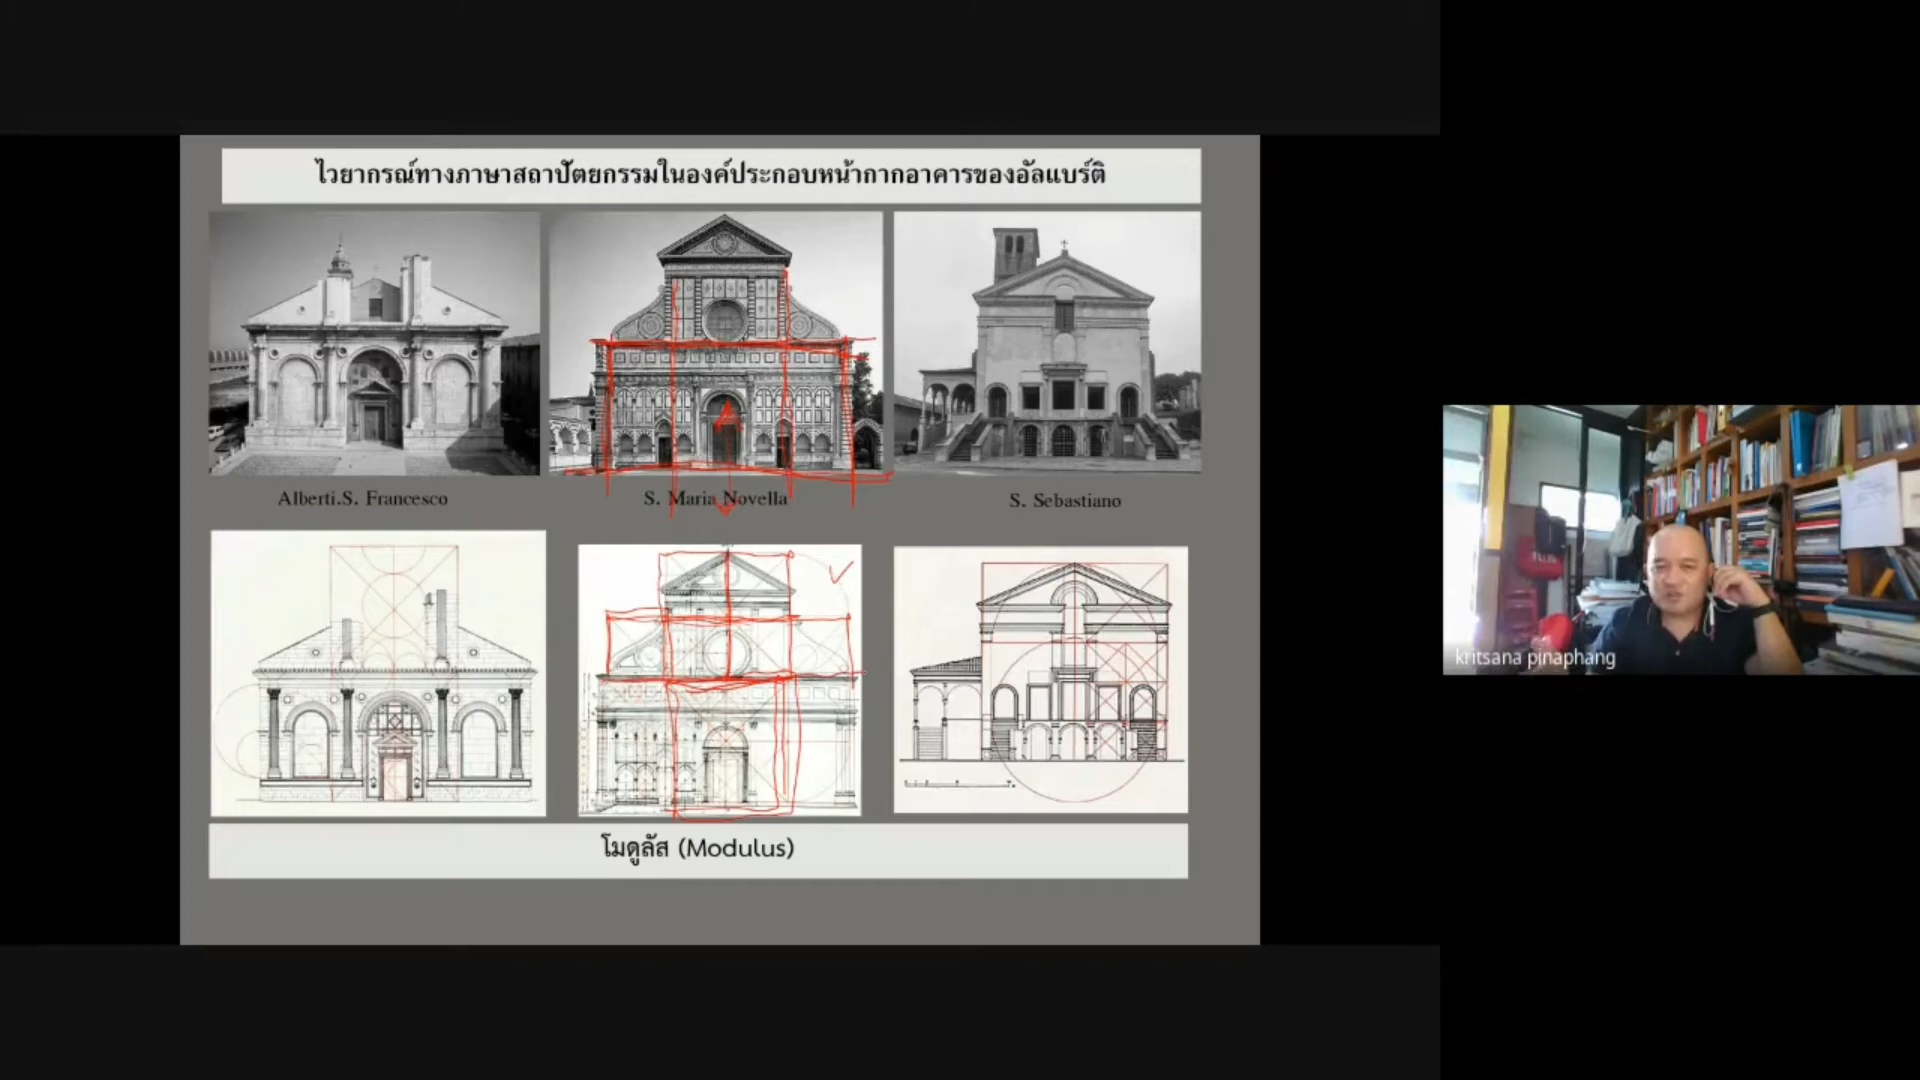 ไวยากรณ์ทางภาษาสถาปัตยกรรมในองค์ประกอบหน้ากากอาคารของอัลแบร์ติ
Alberti.S. Francesco
S. Maria Novella
S. Sebastiano
โมดูลัส (Modulus)
kritsana pinaphang